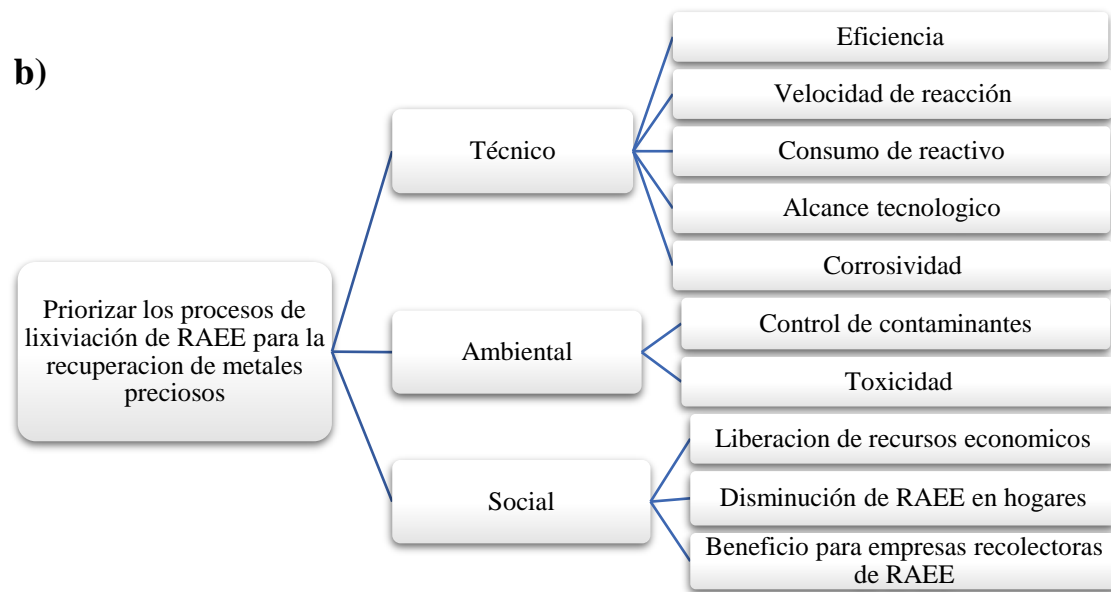 b)
Priorizar los procesos de
lixiviación de RAEE para la
recuperacion de metales
preciosos
Técnico
Eficiencia
Velocidad de reacción
Consumo de reactivo
Alcance tecnologico
Corrosividad
Ambiental
Control de contaminantes
Toxicidad
Social
Liberacion de recursos economicos
Disminución de RAEE en hogares
Beneficio para empresas recolectoras
de RAEE